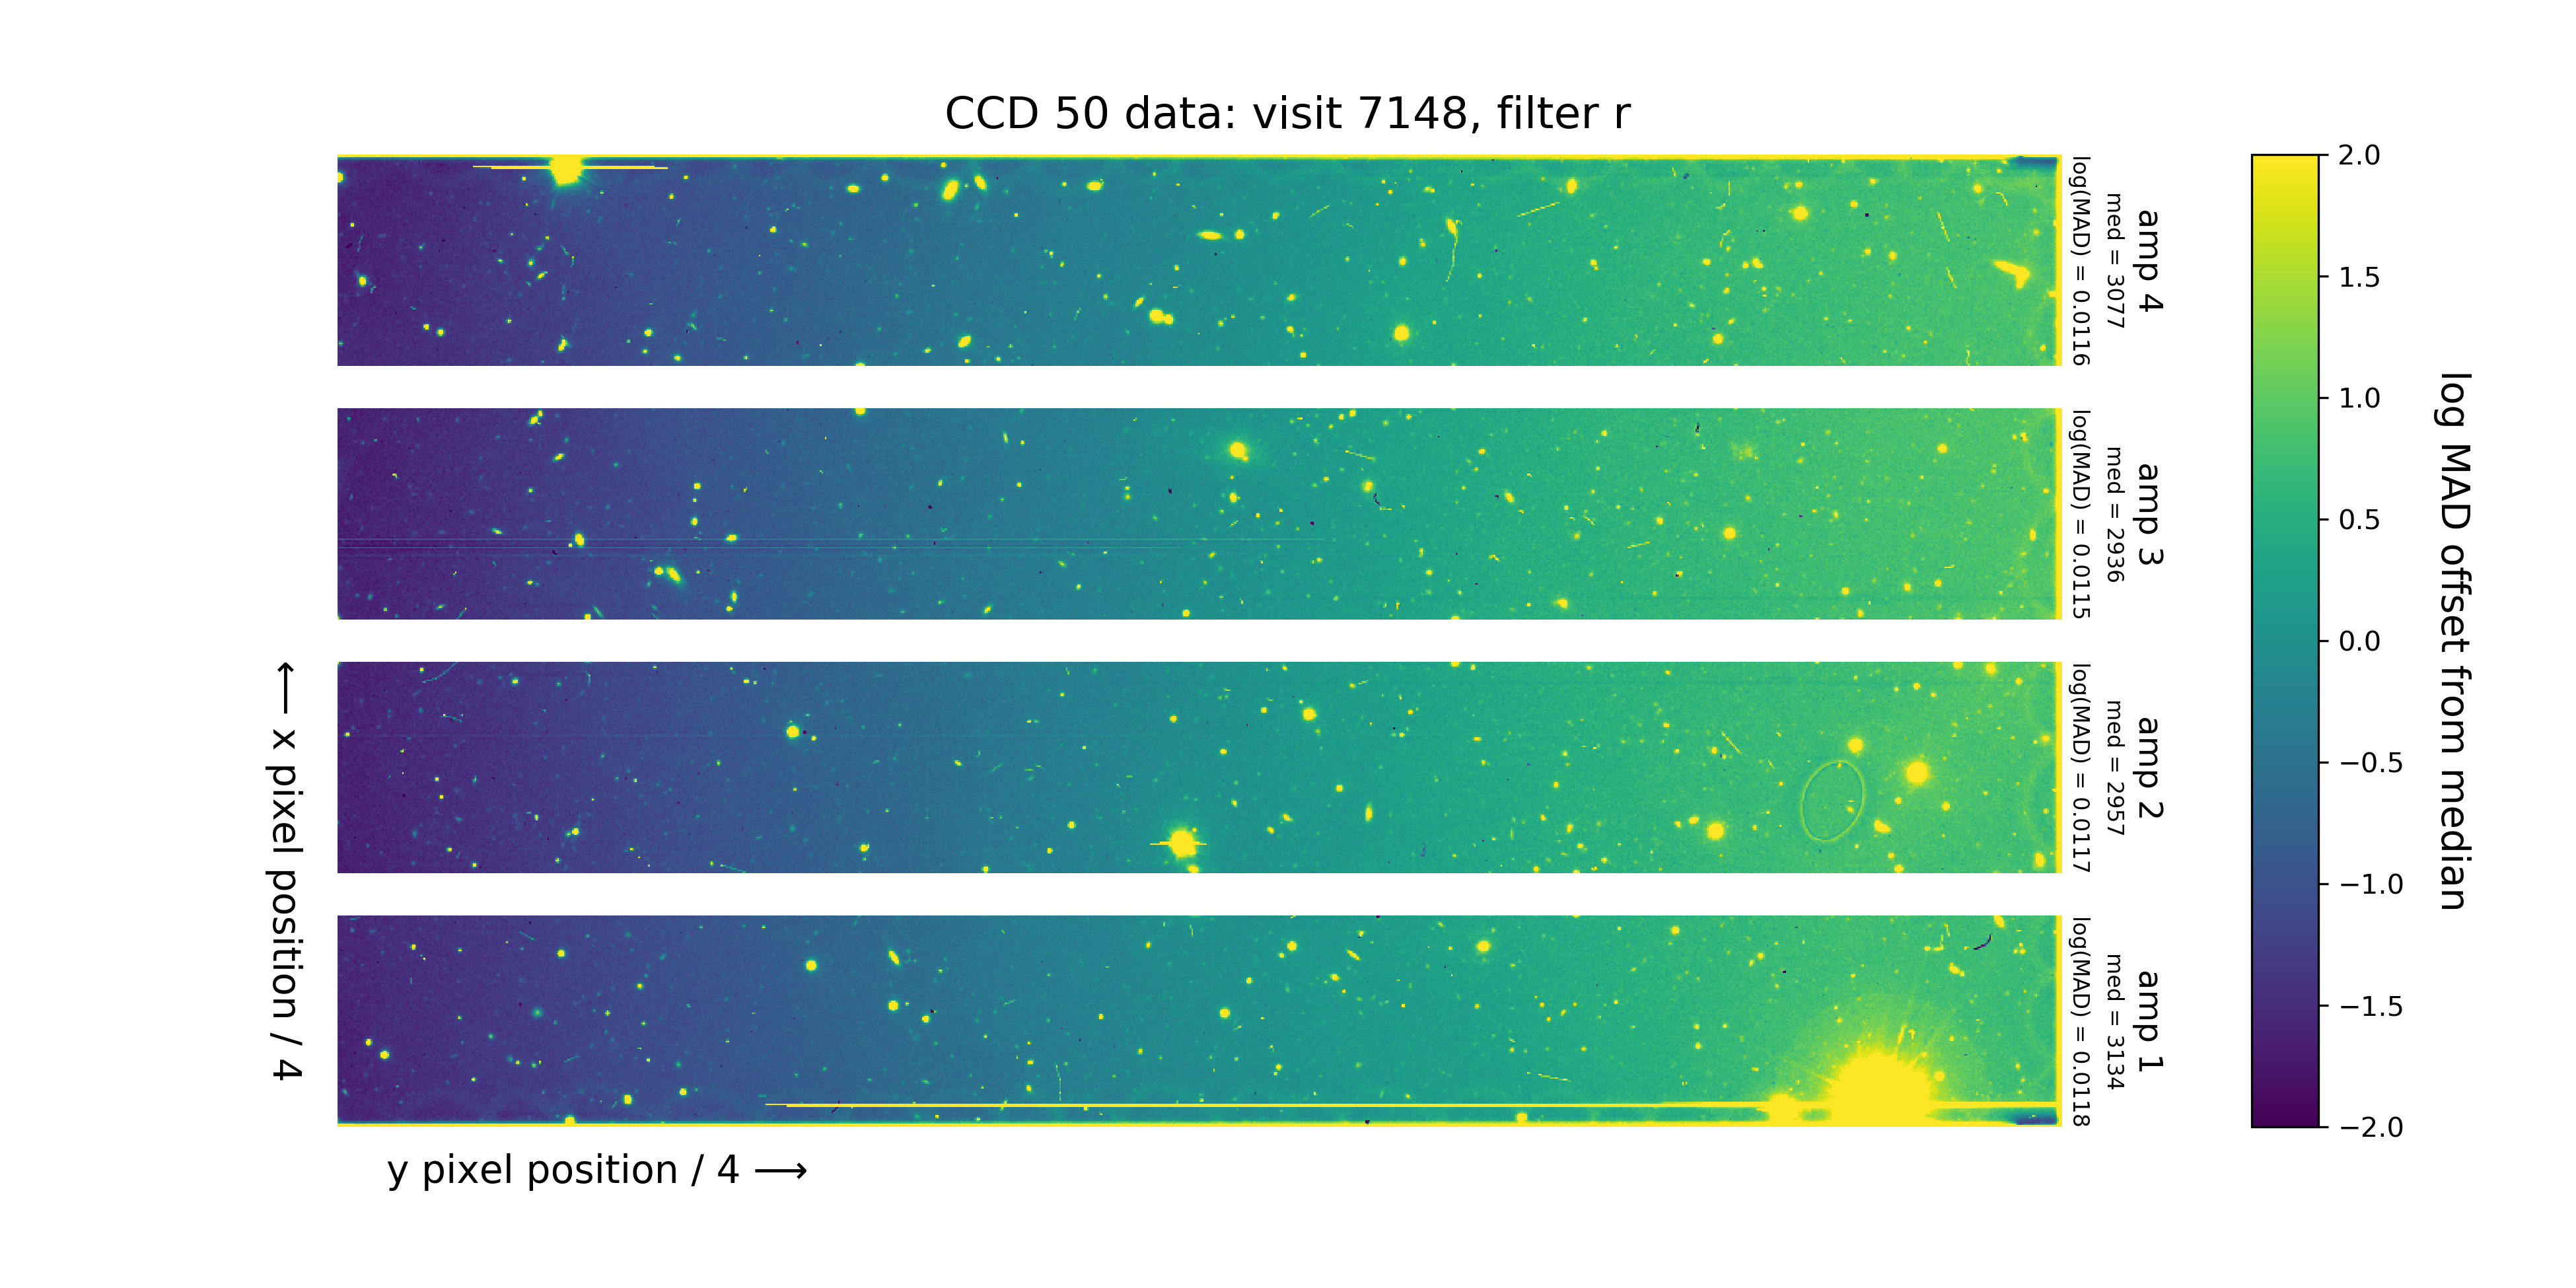 CCD 50 data: visit 7148, filter r
amp 4
med = 3077
log(MAD) = 0.0116
amp 3
med = 2936
log(MAD) = 0.0115
amp 2
med = 2957
log(MAD) = 0.0117
amp 1
med = 3134
log(MAD) = 0.0118
⟵ x pixel position / 4
y pixel position / 4 ⟶
2.0
1.5
1.0
0.5
0.0
−0.5
−1.0
−1.5
−2.0
log MAD offset from median